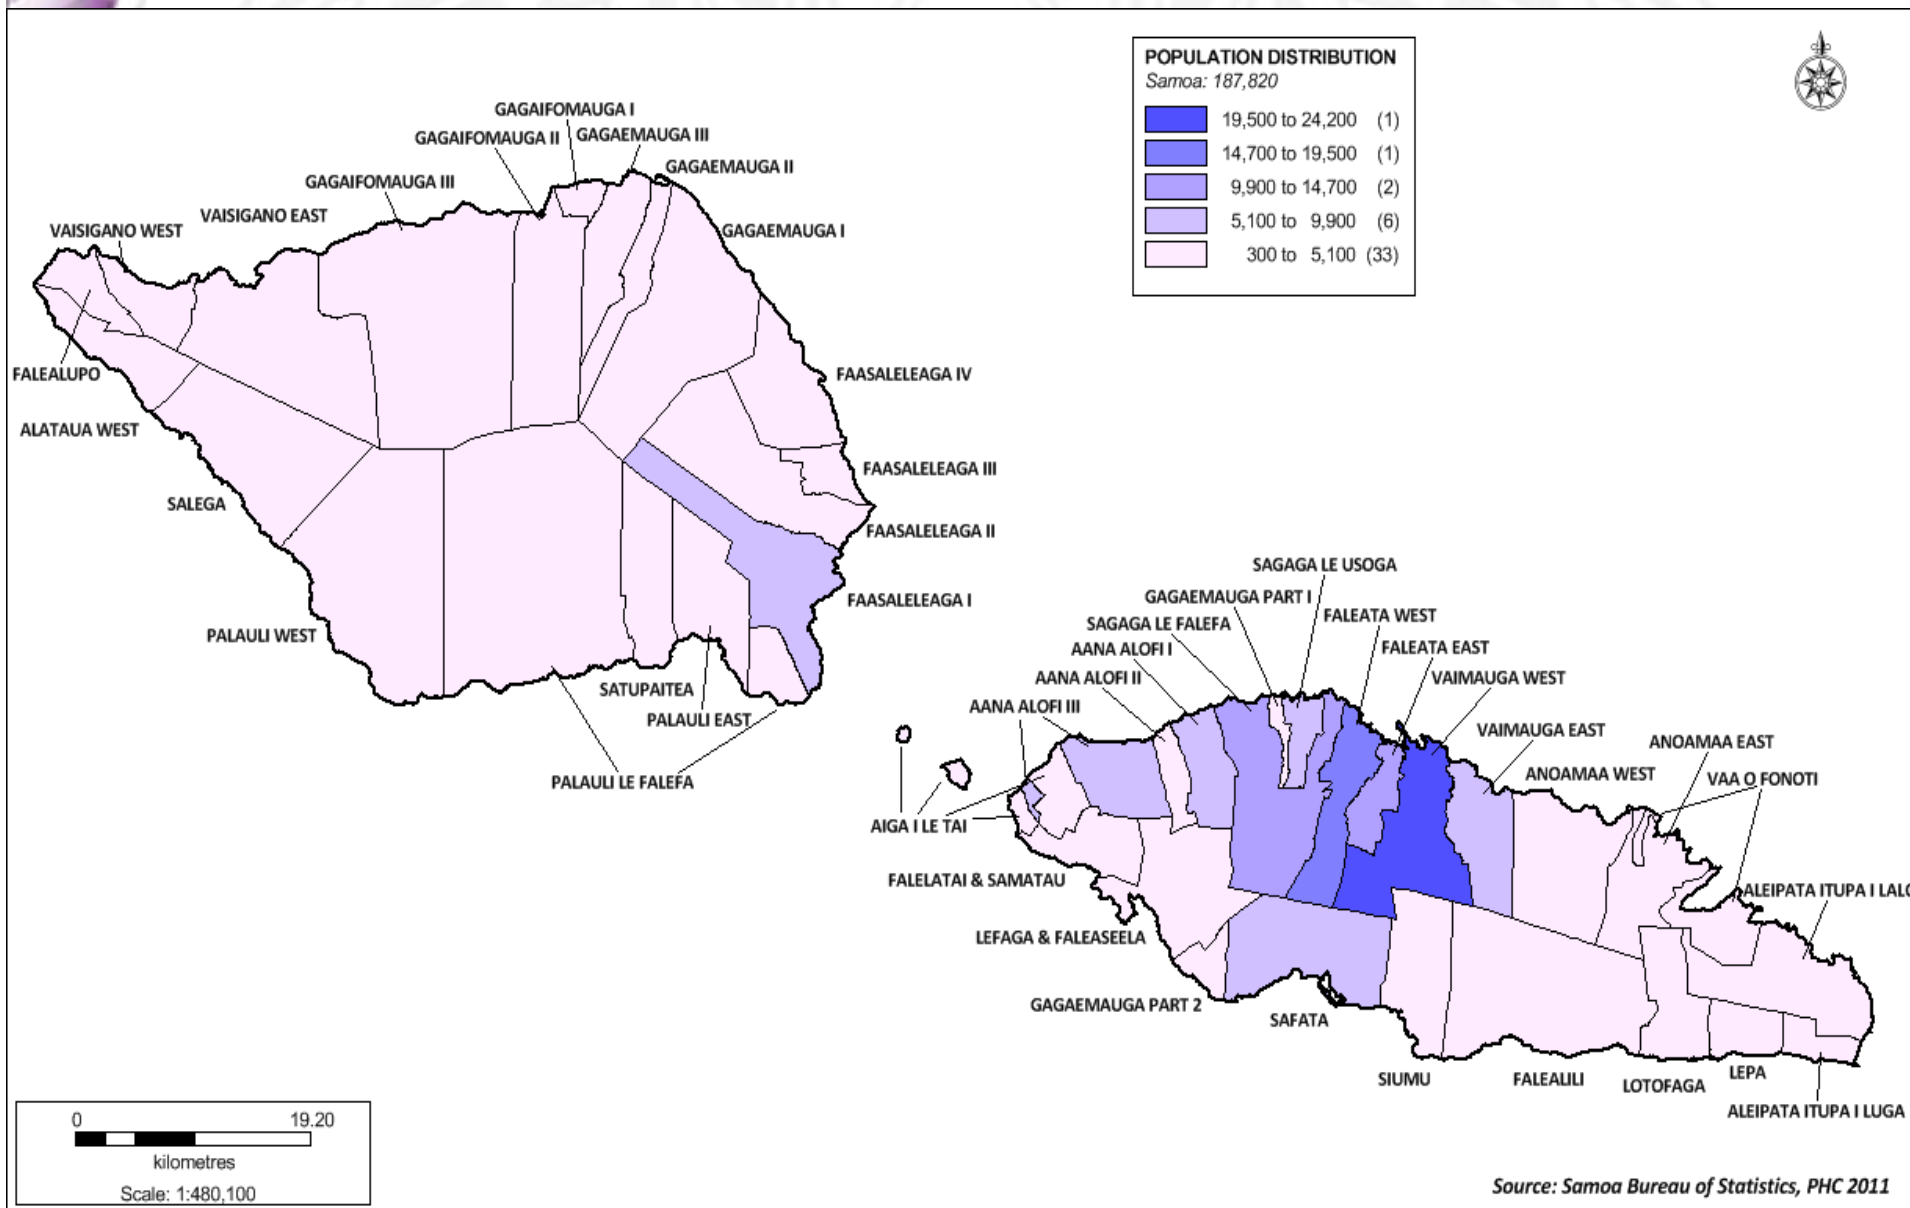 POPULATION DISTRIBUTION
Samoa: 187,820
19,500 to 24,200 (1)
14,700 to 19,500 (1)
9,900 to 14,700 (2)
5,100 to 9,900 (6)
300 to 5,100 (33)
GAGAIFOMAUGA I
GAGAIFOMAUGA II
GAGAEMAUGA III
GAGAEMAUGA II
GAGAIFOMAUGA III
VAISIGANO EAST
VAISIGANO WEST
GAGAEMAUGA I
FALEALUPO
FAASALELEAGA IV
ALATAUA WEST
FAASALELEAGA III
SALEGA
FAASALELEAGA II
FAASALELEAGA I
PALAULI WEST
SATUPAITEA
PALAULI EAST
PALAULI LE FALEFA
SAGAGA LE USOGA
GAGAEMAUGA PART I
FALEATA WEST
SAGAGA LE FALEFA
FALEATA EAST
AANA ALOFI I
AANA ALOFI II
VAIMAUGA WEST
AANA ALOFI III
VAIMAUGA EAST
ANOAMAA EAST
ANOAMAA WEST
VAA O FONOTI
AIGA I LE TAI
FALELATAI & SAMATAU
ALEIPATA ITUPA I LALO
LEFAGA & FALEASEELA
GAGAEMAUGA PART 2
SAFATA
SIUMU
FALEALILI
LOTOFAGA
LEPA
ALEIPATA ITUPA I LUGA
0 19.20
kilometres
Scale: 1:480,100
Source: Samoa Bureau of Statistics, PHC 2011